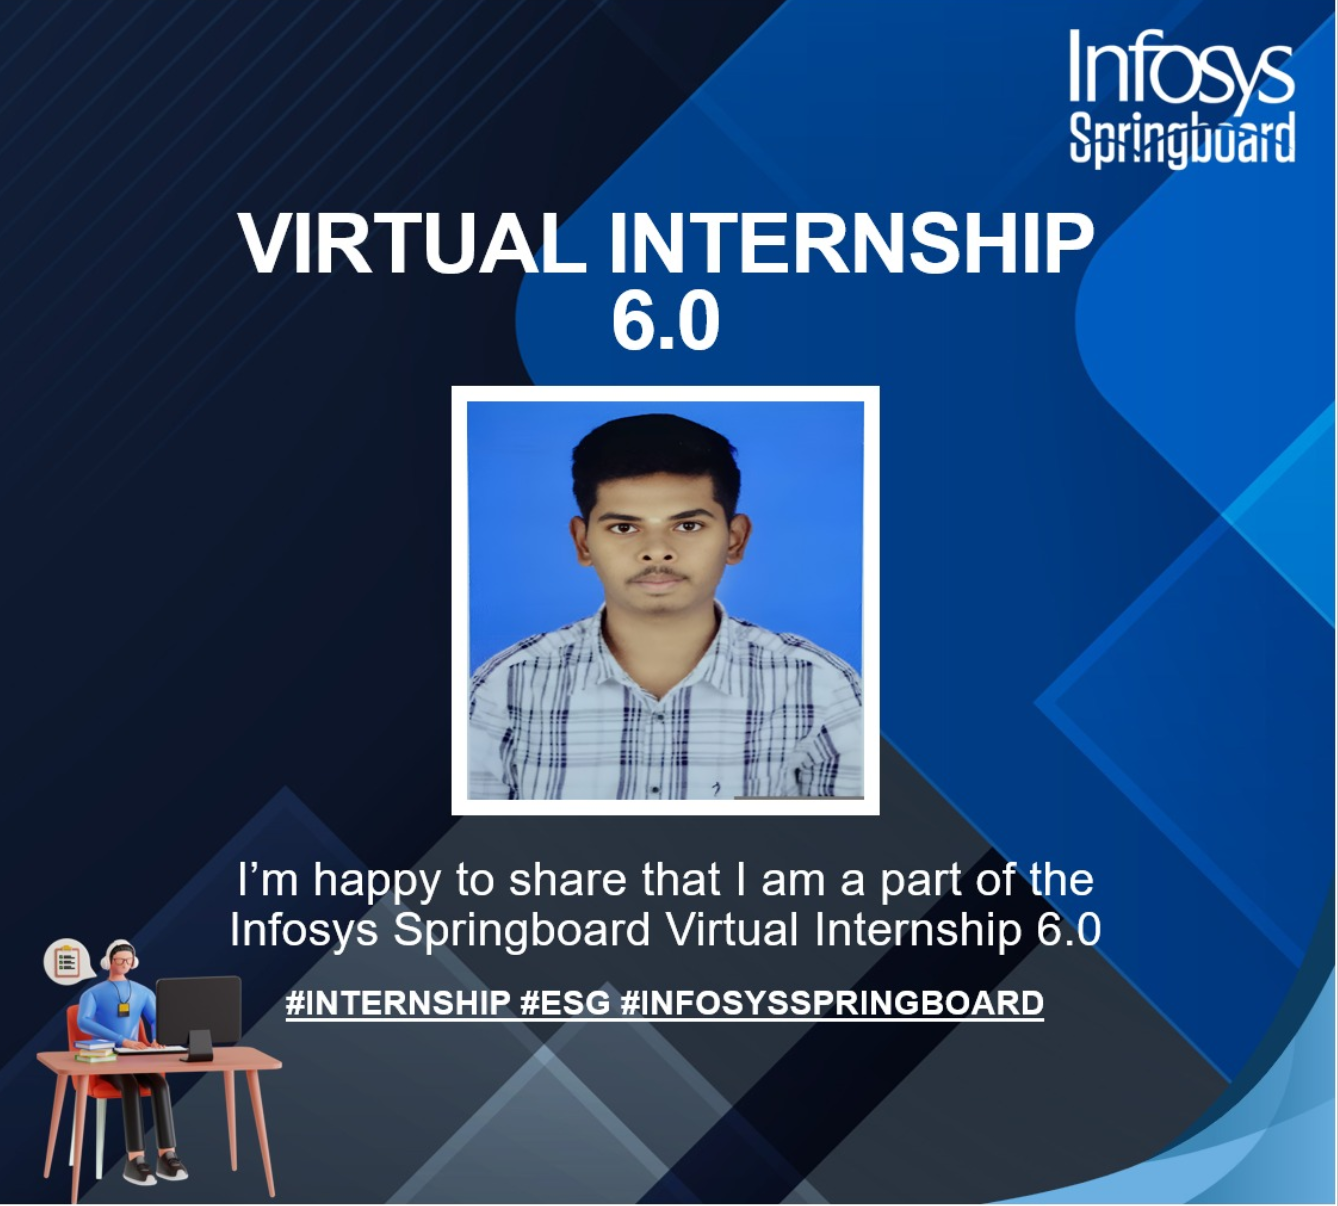 Infosys
Springboard
VIRTUAL INTERNSHIP
6.0
I’m happy to share that I am a part of the
Infosys Springboard Virtual Internship 6.0
#INTERNSHIP #ESG #INFOSYSSPRINGBOARD